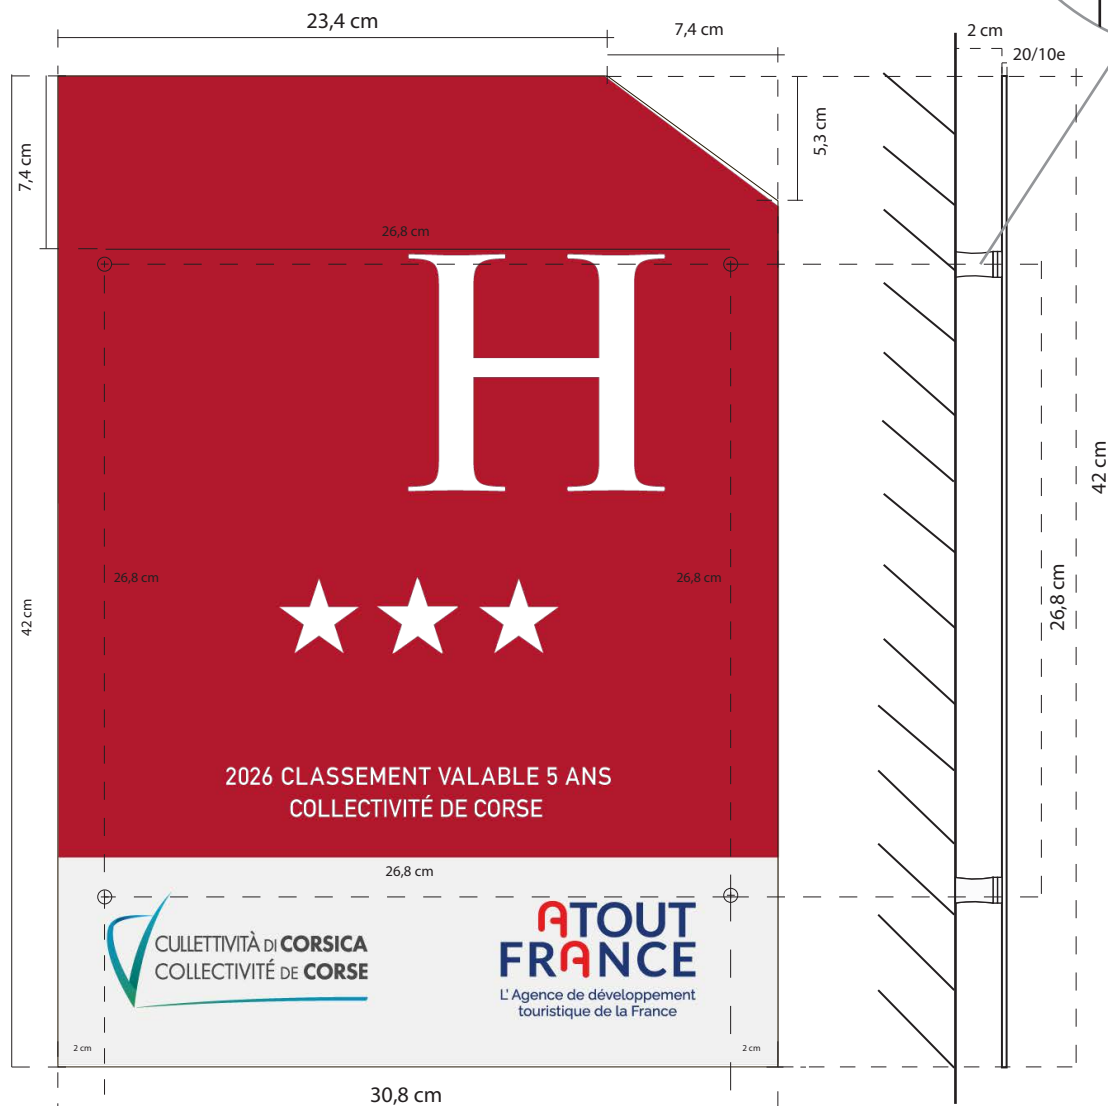 23,4 cm
7,4 cm
2 cm
20/10e
7,4 cm
5,3 cm
26,8 cm
H
42 cm
26,8 cm
26,8 cm
26,8 cm
42 cm
2026 CLASSEMENT VALABLE 5 ANS
COLLECTIVITÉ DE CORSE
26,8 cm
CULLETTIVITÀ DI CORSICA
COLLECTIVITÉ DE CORSE
ATOUT
FRANCE
L'Agence de développement
touristique de la France
2 cm
2 cm
30,8 cm